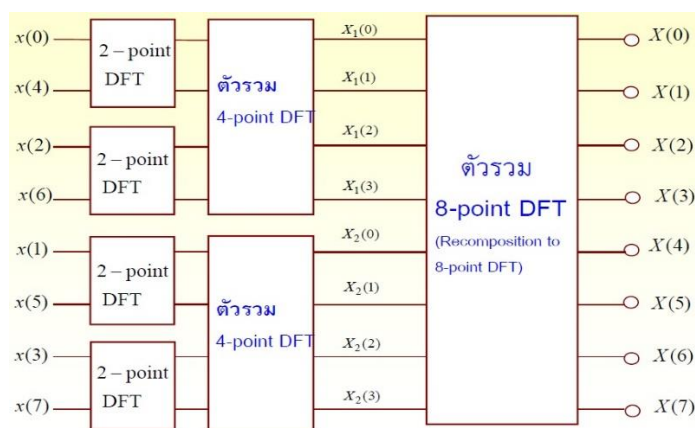 x(0)
x(4)
x(2)
x(6)
x(1)
x(5)
x(3)
x(7)
2 – point
DFT
2 – point
DFT
2 – point
DFT
2 – point
DFT
ตัวรวม
4-point DFT
ตัวรวม
4-point DFT
X₁(0)
X₁(1)
X₁(2)
X₁(3)
X₂(0)
X₂(1)
X₂(2)
X₂(3)
ตัวรวม
8-point DFT
(Recomposition to
8-point DFT)
X(0)
X(1)
X(2)
X(3)
X(4)
X(5)
X(6)
X(7)